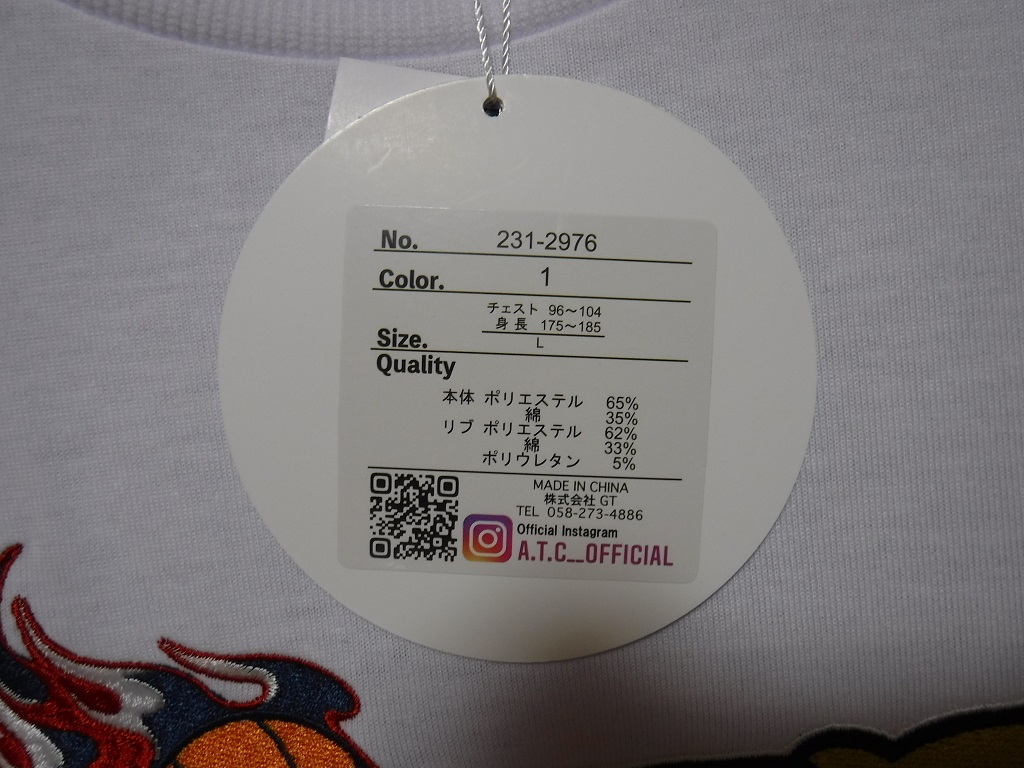 No. 231-2976
Color. 1
チェスト 96～104
身長 175～185
Size. L
Quality
本体 ポリエステル 65%
綿 35%
リブ ポリエステル 62%
綿 33%
ポリウレタン 5%
MADE IN CHINA
株式会社 GT
TEL 058-273-4886
Official Instagram
A.T.C__OFFICIAL